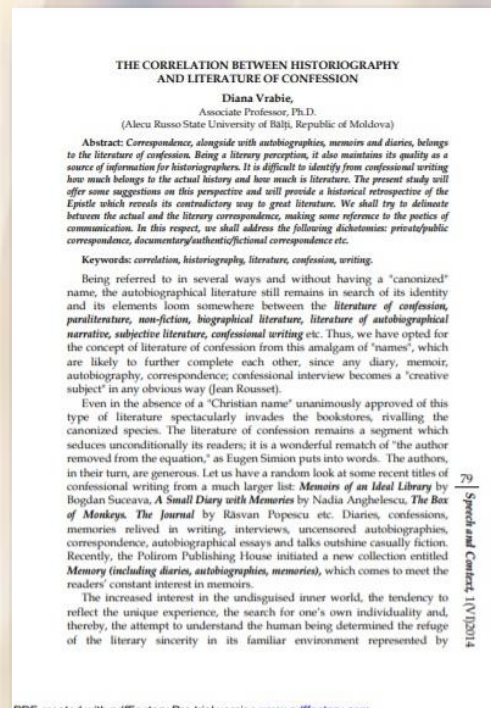 THE CORRELATION BETWEEN HISTORIOGRAPHY
AND LITERATURE OF CONFESSION
Diana Vrabie,
Associate Professor, Ph.D.
(Alecu Russo State University of Bălţi, Republic of Moldova)
Abstract: Correspondence, alongside with autobiographies, memoirs and diaries, belongs
to the literature of confession. Being a literary perception, it also maintains its quality as a
source of information for historiographers. It is difficult to identify from confessional writing
how much belongs to the actual history and how much is literature. The present study will
offer some suggestions on this perspective and will provide a historical retrospective of the
Epistle which reveals its contradictory way to great literature. We shall try to delineate
between the actual and the literary correspondence, making some reference to the poetics of
communication. In this respect, we shall address the following dichotomies: private/public
correspondence, documentary/authentic/fictional correspondence etc.
Keywords: correlation, historiography, literature, confession, writing.
Being referred to in several ways and without having a "canonized"
name, the autobiographical literature still remains in search of its identity
and its elements loom somewhere between the literature of confession,
paraliterature, non-fiction, biographical literature, literature of autobiographical
narrative, subjective literature, confessional writing etc. Thus, we have opted for
the concept of literature of confession from this amalgam of "names", which
are likely to further complete each other, since any diary, memoir,
autobiography, correspondence; confessional interview becomes a "creative
subject" in any obvious way (Jean Rousset).
Even in the absence of a "Christian name" unanimously approved of this
type of literature spectacularly invades the bookstores, rivalling the
canonized species. The literature of confession remains a segment which
seduces unconditionally its readers; it is a wonderful rematch of "the author
removed from the equation," as Eugen Simion puts into words. The authors,
in their turn, are generous. Let us have a random look at some recent titles of
confessional writing from a much larger list: Memoirs of an Ideal Library by
Bogdan Suceava, A Small Diary with Memories by Nadia Anghelescu, The Box
of Monkeys. The Journal by Răsvan Popescu etc. Diaries, confessions,
memories relived in writing, interviews, uncensored autobiographies,
correspondence, autobiographical essays and talks outshine casually fiction.
Recently, the Polirom Publishing House initiated a new collection entitled
Memory (including diaries, autobiographies, memories), which comes to meet the
readers' constant interest in memoirs.
The increased interest in the undisguised inner world, the tendency to
reflect the unique experience, the search for one's own individuality and,
thereby, the attempt to understand the human being determined the refuge
of the literary sincerity in its familiar environment represented by
79
Speech and Context, 1(VI)2014